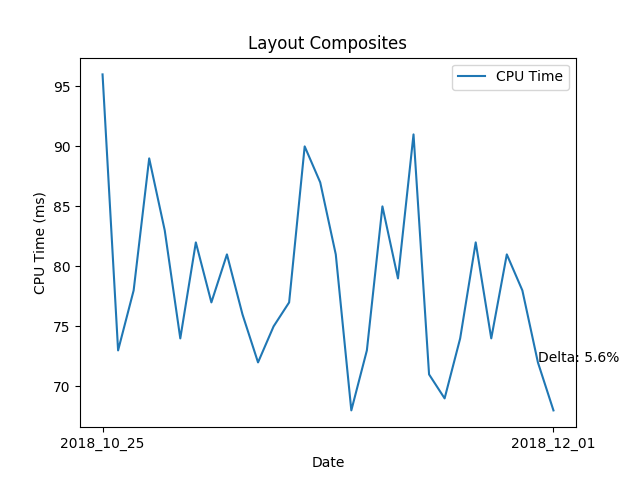 Layout Composites
CPU Time
95
90
85
80
75
70
CPU Time (ms)
Delta: 5.6%
2018_10_25
2018_12_01
Date